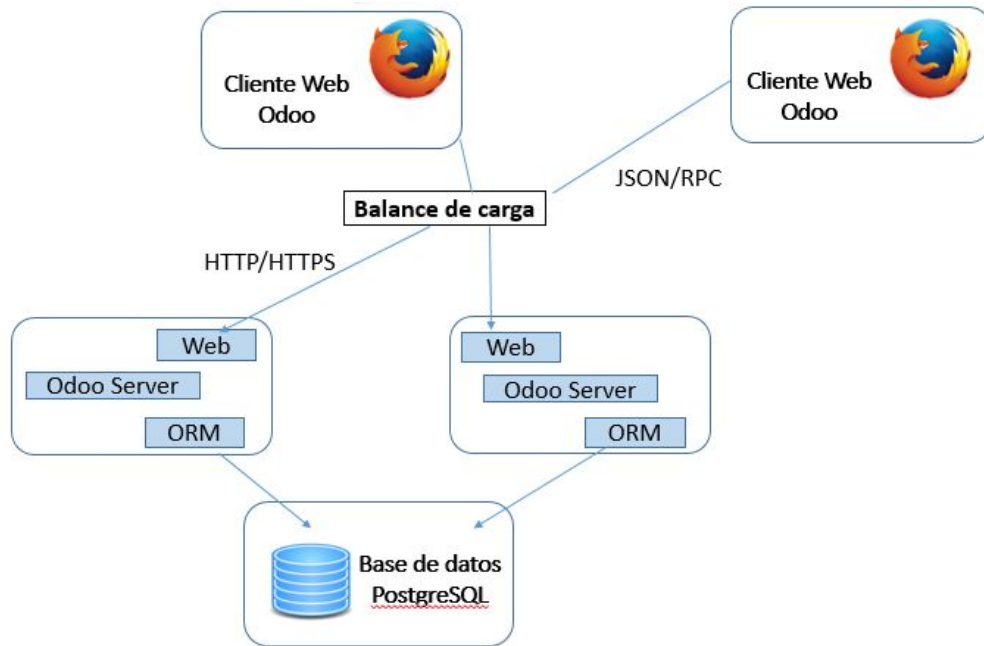 Cliente Web
Odoo
Cliente Web
Odoo
JSON/RPC
Balance de carga
HTTP/HTTPS
Web
Odoo Server
ORM
Web
Odoo Server
ORM
Base de datos
PostgreSQL